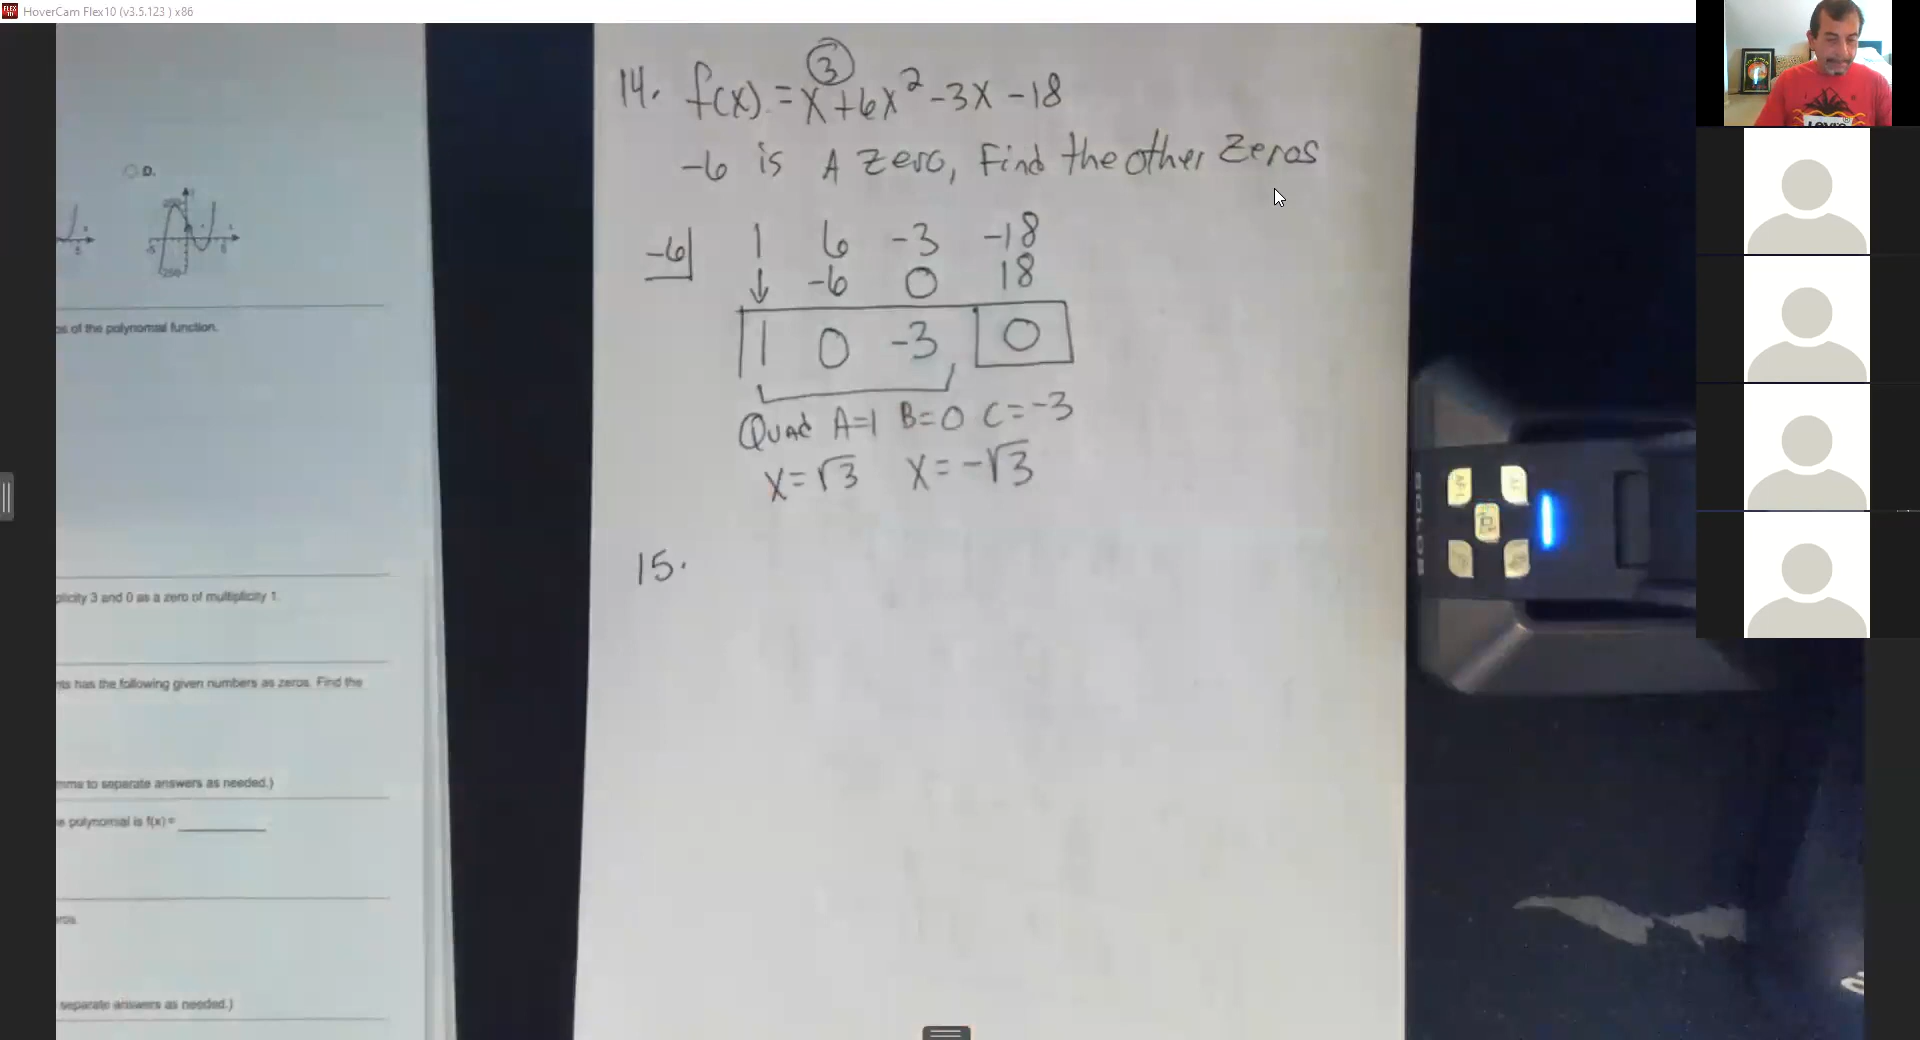 HoverCam Flex10 (v3.5.123 ) x86
14. f(x) = x³+6x²-3x-18
-6 is A zero, Find the other zeros
-6| 1 6 -3 -18
↓ -6 0 18
1 0 -3 0
Quad A=1 B=0 C=-3
x=√3 x=-√3
15.
D.
of the polynomial function.
3 and 0 as a zero of multiplicity 1.
has the following given numbers as zeros. Find the
to separate answers as needed.)
polynomial is f(x) =
separate answers as needed.)